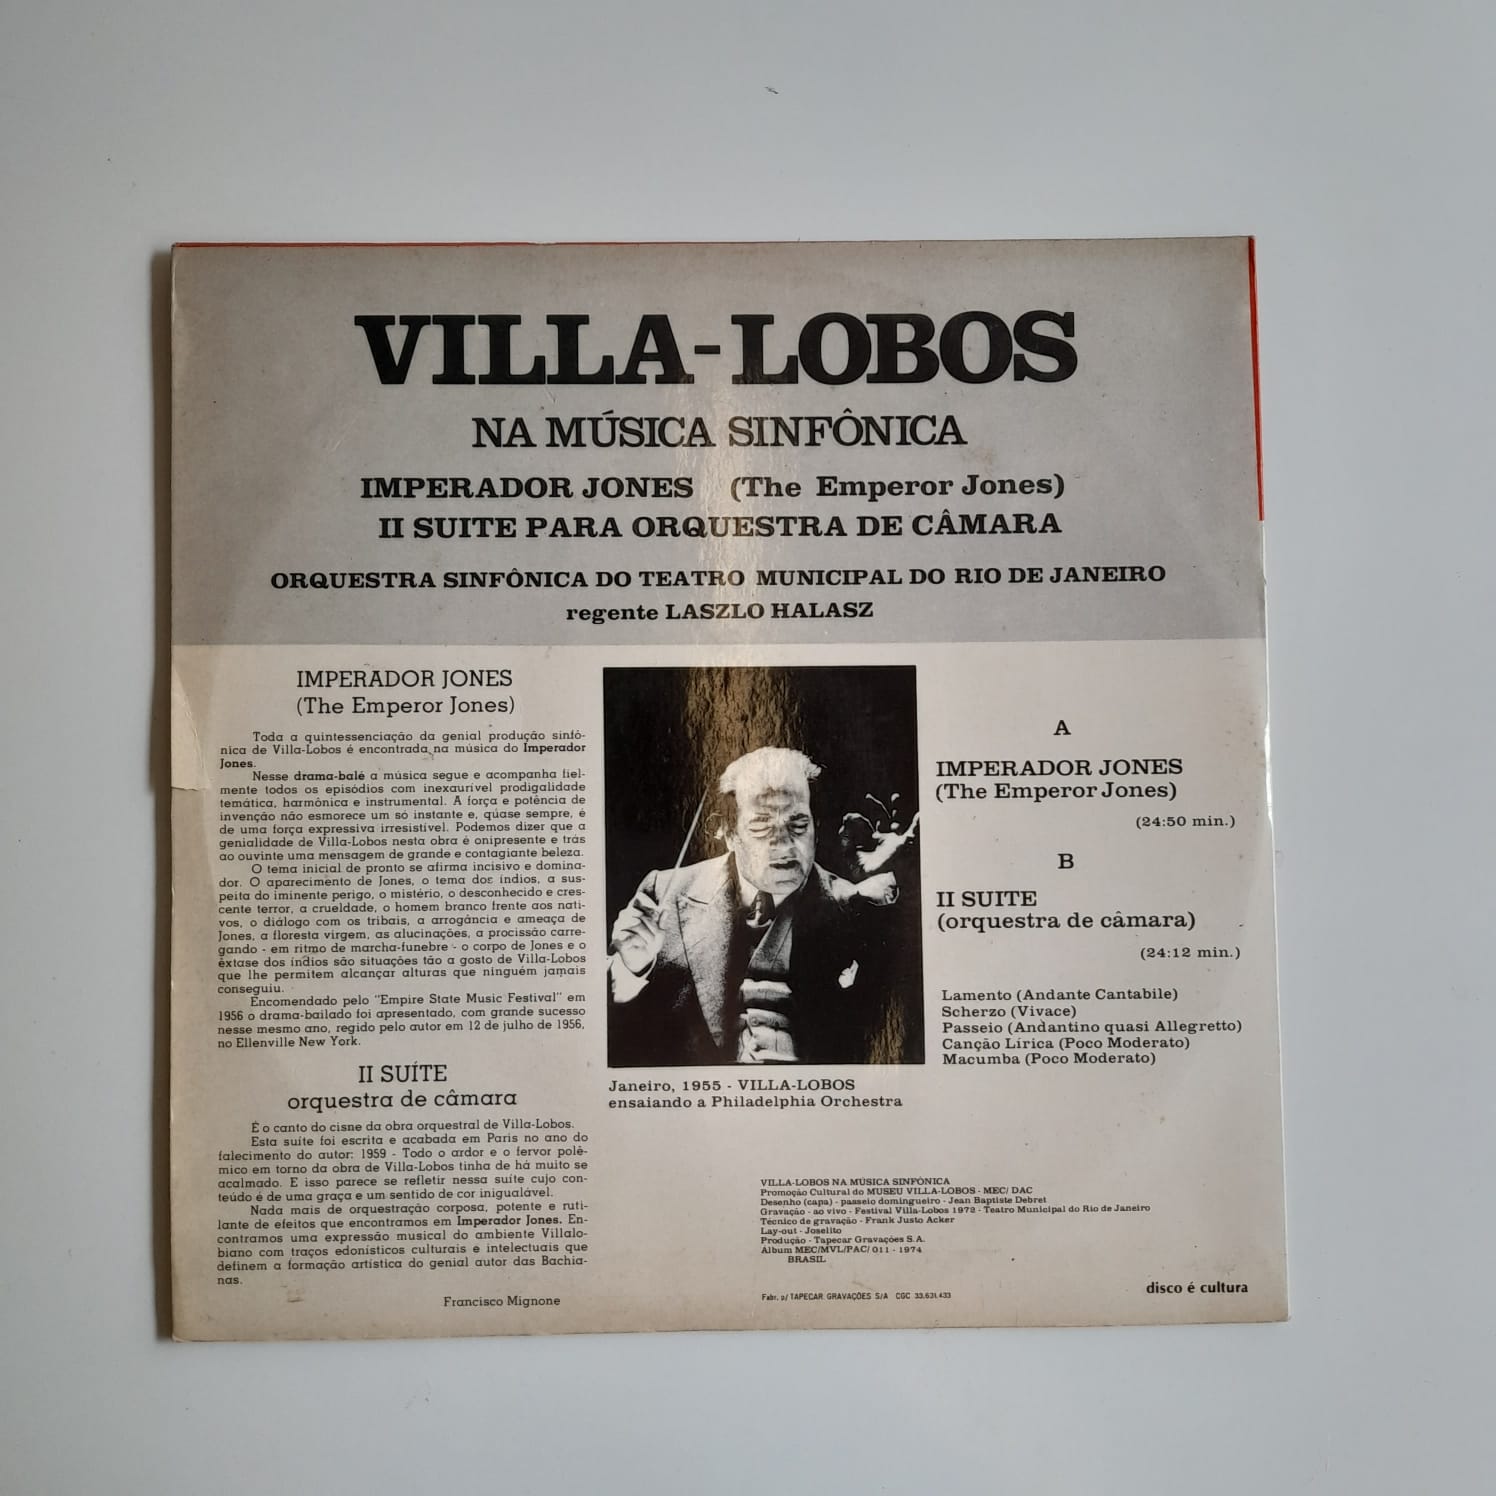 VILLA-LOBOS
NA MÚSICA SINFÔNICA
IMPERADOR JONES (The Emperor Jones)
II SUITE PARA ORQUESTRA DE CÂMARA
ORQUESTRA SINFÔNICA DO TEATRO MUNICIPAL DO RIO DE JANEIRO
regente LASZLO HALASZ
IMPERADOR JONES
(The Emperor Jones)
Toda a quintessenciação da genial produção sinfô-
nica de Villa-Lobos é encontrada na música do Imperador
Jones.
Nesse drama-balé a música segue e acompanha fiel-
mente todos os episódios com inexaurível prodigalidade
temática, harmônica e instrumental. A força e potência de
invenção não esmorece um só instante e, quase sempre, é
de uma força expressiva irresistível. Podemos dizer que a
genialidade de Villa-Lobos nesta obra é onipresente e trás
ao ouvinte uma mensagem de grande e contagiante beleza.
O tema inicial de pronto se afirma incisivo e domina-
dor. O aparecimento de Jones, o tema dos índios, a sus-
peita do iminente perigo, o mistério, o desconhecido e cres-
cente terror, a crueldade, o homem branco frente aos nati-
vos, o diálogo com os tribais, a arrogância e ameaça de
Jones, a floresta virgem, as alucinações, a procissão carre-
gando - em ritmo de marcha-funebre - o corpo de Jones e o
êxtase dos índios são situações tão a gosto de Villa-Lobos
que lhe permitem alcançar alturas que ninguém jamais
conseguiu.
Encomendado pelo "Empire State Music Festival" em
1956 o drama-bailado foi apresentado, com grande sucesso
nesse mesmo ano, regido pelo autor em 12 de julho de 1956,
no Ellenville New York.
II SUÍTE
orquestra de câmara
É o canto do cisne da obra orquestral de Villa-Lobos.
Esta suíte foi escrita e acabada em Paris no ano do
falecimento do autor: 1959 - Todo o ardor e o fervor polê-
mico em torno da obra de Villa-Lobos tinha de há muito se
acalmado. E isso parece se refletir nessa suíte cujo con-
teúdo é de uma graça e um sentido de cor inigualável.
Nada mais de orquestração corposa, potente e ruti-
lante de efeitos que encontramos em Imperador Jones. En-
contramos uma expressão musical do ambiente Villalo-
biano com traços edonísticos culturais e intelectuais que
definem a formação artística do genial autor das Bachia-
nas.
Francisco Mignone
Janeiro, 1955 - VILLA-LOBOS
ensaiando a Philadelphia Orchestra
A
IMPERADOR JONES
(The Emperor Jones)
(24:50 min.)
B
II SUITE
(orquestra de câmara)
(24:12 min.)
Lamento (Andante Cantabile)
Scherzo (Vivace)
Passeio (Andantino quasi Allegretto)
Canção Lírica (Poco Moderato)
Macumba (Poco Moderato)
VILLA-LOBOS NA MÚSICA SINFÔNICA
Promoção Cultural do MUSEU VILLA-LOBOS - MEC/ DAC
Desenho (capa) - passeio domingueiro - Jean Baptiste Debret
Gravação - ao vivo - Festival Villa-Lobos 1972 - Teatro Municipal do Rio de Janeiro
Técnico de gravação - Frank Justo Acker
Lay-out - Joselito
Produção - Tapecar Gravações S.A.
Album MEC/MVL/PAC/ 011 - 1974
BRASIL
Fabr. p/ TAPECAR GRAVAÇÕES S/A CGC 33.631.433
disco é cultura